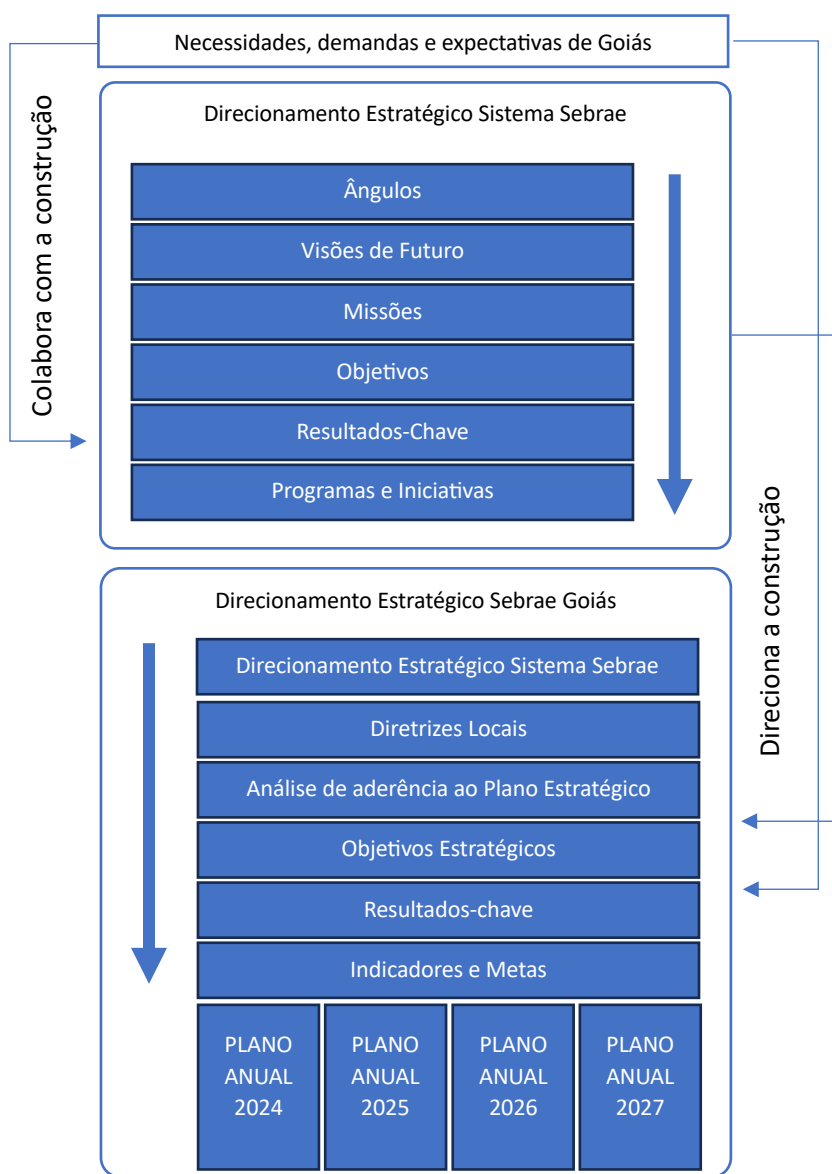 Necessidades, demandas e expectativas de Goiás
Colabora com a construção
Direcionamento Estratégico Sistema Sebrae
Ângulos
Visões de Futuro
Missões
Objetivos
Resultados-Chave
Programas e Iniciativas
Direciona a construção
Direcionamento Estratégico Sebrae Goiás
Direcionamento Estratégico Sistema Sebrae
Diretrizes Locais
Análise de aderência ao Plano Estratégico
Objetivos Estratégicos
Resultados-chave
Indicadores e Metas
PLANO
ANUAL
2024
PLANO
ANUAL
2025
PLANO
ANUAL
2026
PLANO
ANUAL
2027